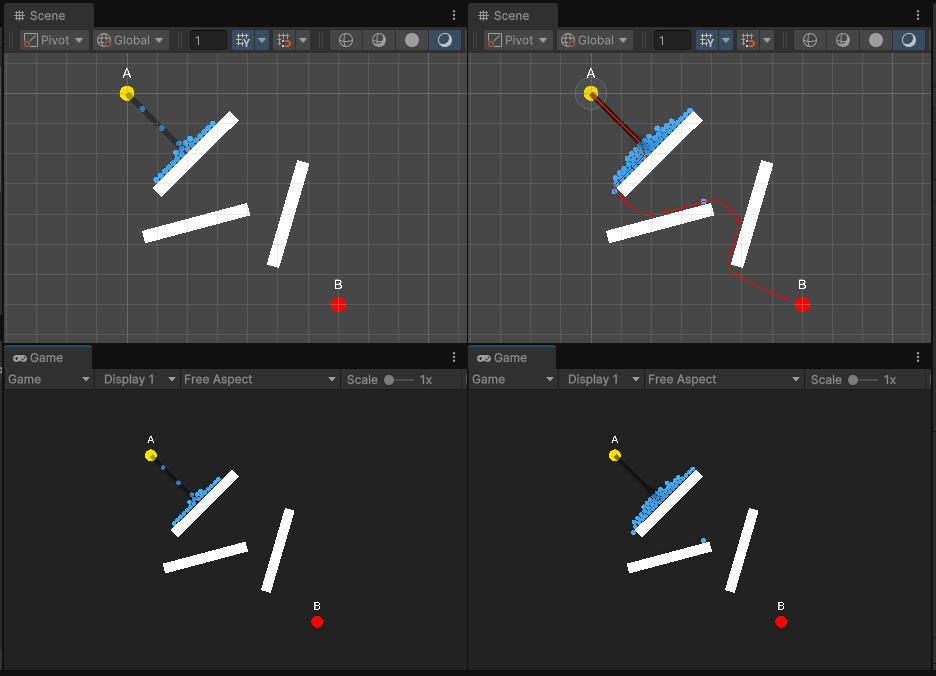 Scene
Scene
Pivot Global 1
Pivot Global 1
A
A
B
B
Game
Game
Game Display 1 Free Aspect Scale 1x
Game Display 1 Free Aspect Scale 1x
A
A
B
B